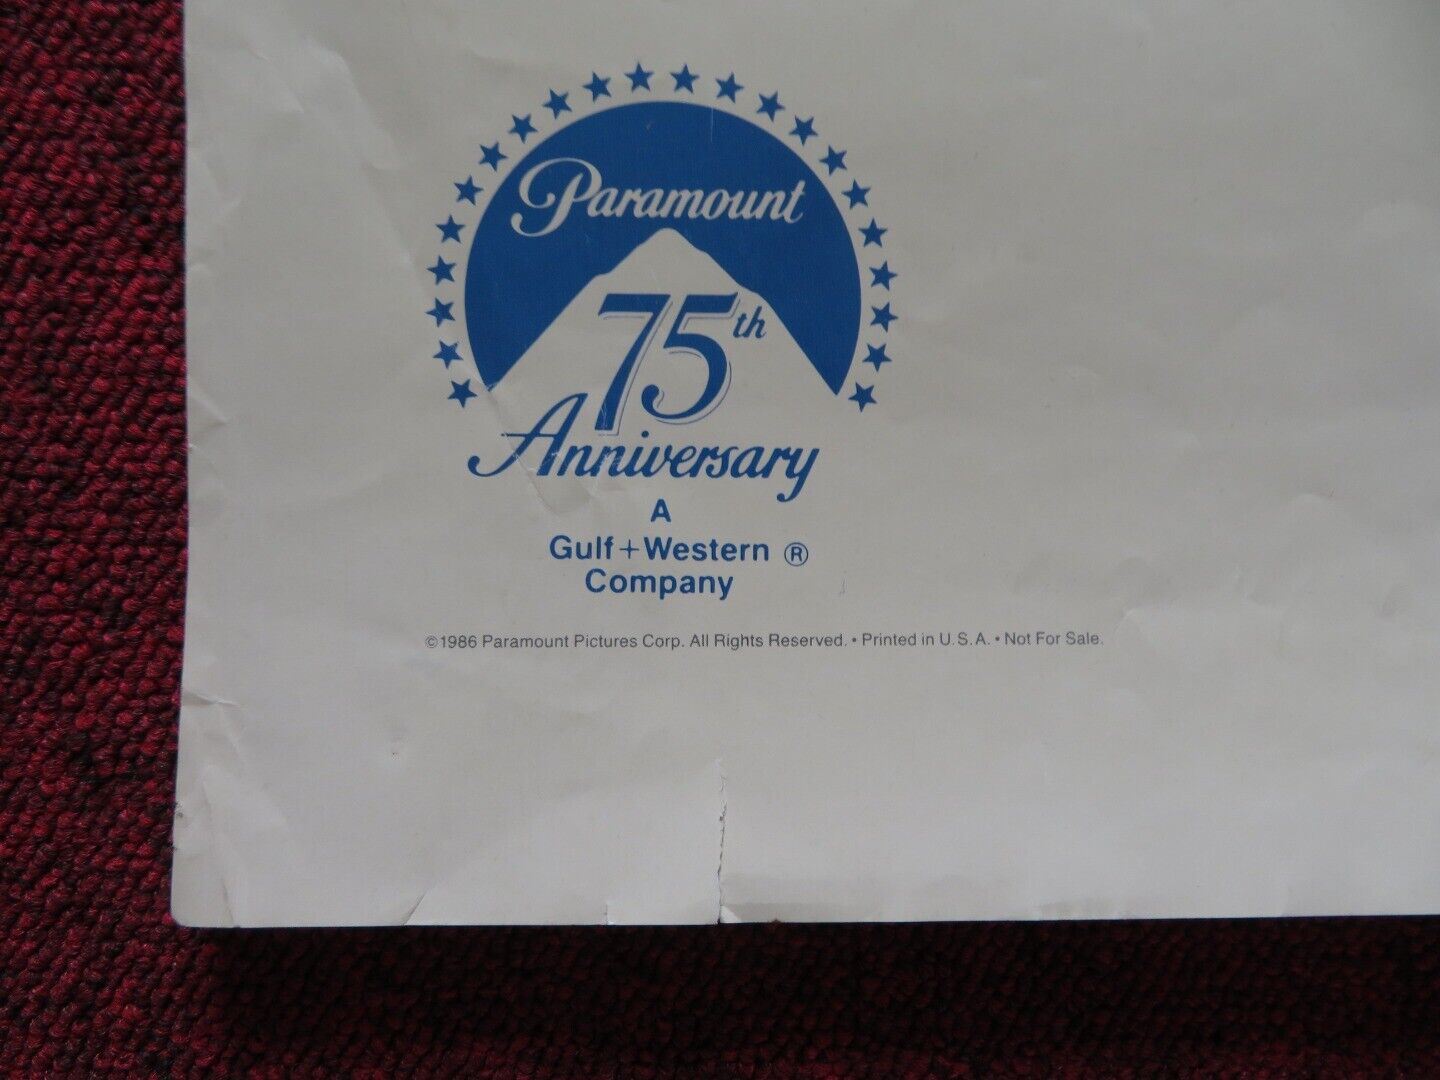 Paramount
75th
Anniversary
A
Gulf+Western ®
Company
©1986 Paramount Pictures Corp. All Rights Reserved. • Printed in U.S.A. • Not For Sale.